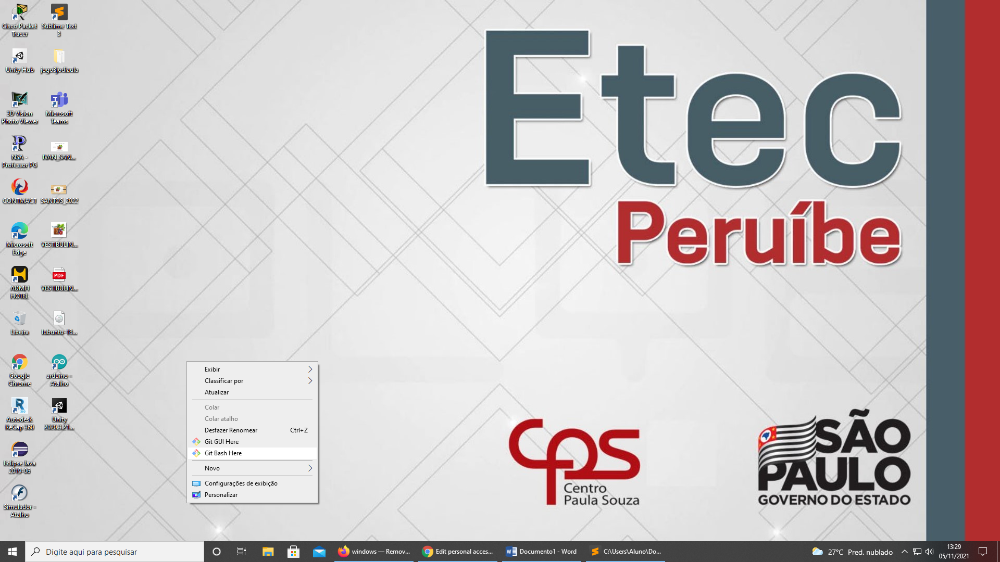 Cisco Packet
Tracer
Sublime Text
3
Unity Hub
jogo3jodiaula
3D Vision
Photo Viewer
Microsoft
Teams
NSA -
Professor PG
IVAN_SAN...
CONTMACT
SANTOS_2022
Microsoft
Edge
VESTIBULIN...
ADMH
HOTEL
PDF
VESTIBULIN...
Lixeira
lubuntu-18...
Google
Chrome
arduino -
Atalho
Autodesk
ReCap 360
Unity
2020.3.21...
Eclipse Java
2019-06
Simulador -
Atalho
Etec
Peruíbe
Exibir
Classificar por
Atualizar
Colar
Colar atalho
Desfazer Renomear Ctrl+Z
Git GUI Here
Git Bash Here
Novo
Configurações de exibição
Personalizar
cps
Centro
Paula Souza
SÃO
PAULO
GOVERNO DO ESTADO
Digite aqui para pesquisar
windows — Remov...
Edit personal acces...
Documento1 - Word
C:\Users\Aluno\Do...
27°C Pred. nublado
13:29
05/11/2021